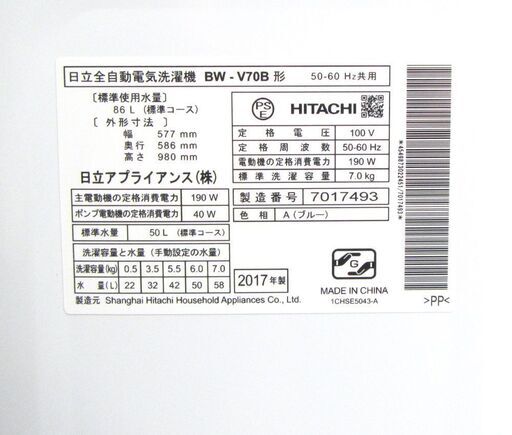 日立全自動電気洗濯機 BW - V70B 形 50-60 Hz共用
〔標準使用水量〕
86 L (標準コース)
〔外形寸法〕
幅 577 mm
奥行 586 mm
高さ 980 mm
日立アプライアンス(株)
主電動機の定格消費電力 190 W
ポンプ電動機の定格消費電力 40 W
標準水量 50 L (標準コース)
洗濯容量と水量 (手動設定の水量)
洗濯容量(kg) 0.5 3.5 5.5 6.0 7.0
水 量(L) 22 32 42 50 58
製造元 Shanghai Hitachi Household Appliances Co., Ltd.
PS
E
HITACHI
定格電圧 100 V
定格周波数 50-60 Hz
電動機の定格消費電力 190 W
標準洗濯容量 7.0 kg
製造番号 7017493
色相 A (ブルー)
2017年製
G
MADE IN CHINA
1CHSE5043-A
*4549873022451/7017493*
>PP<